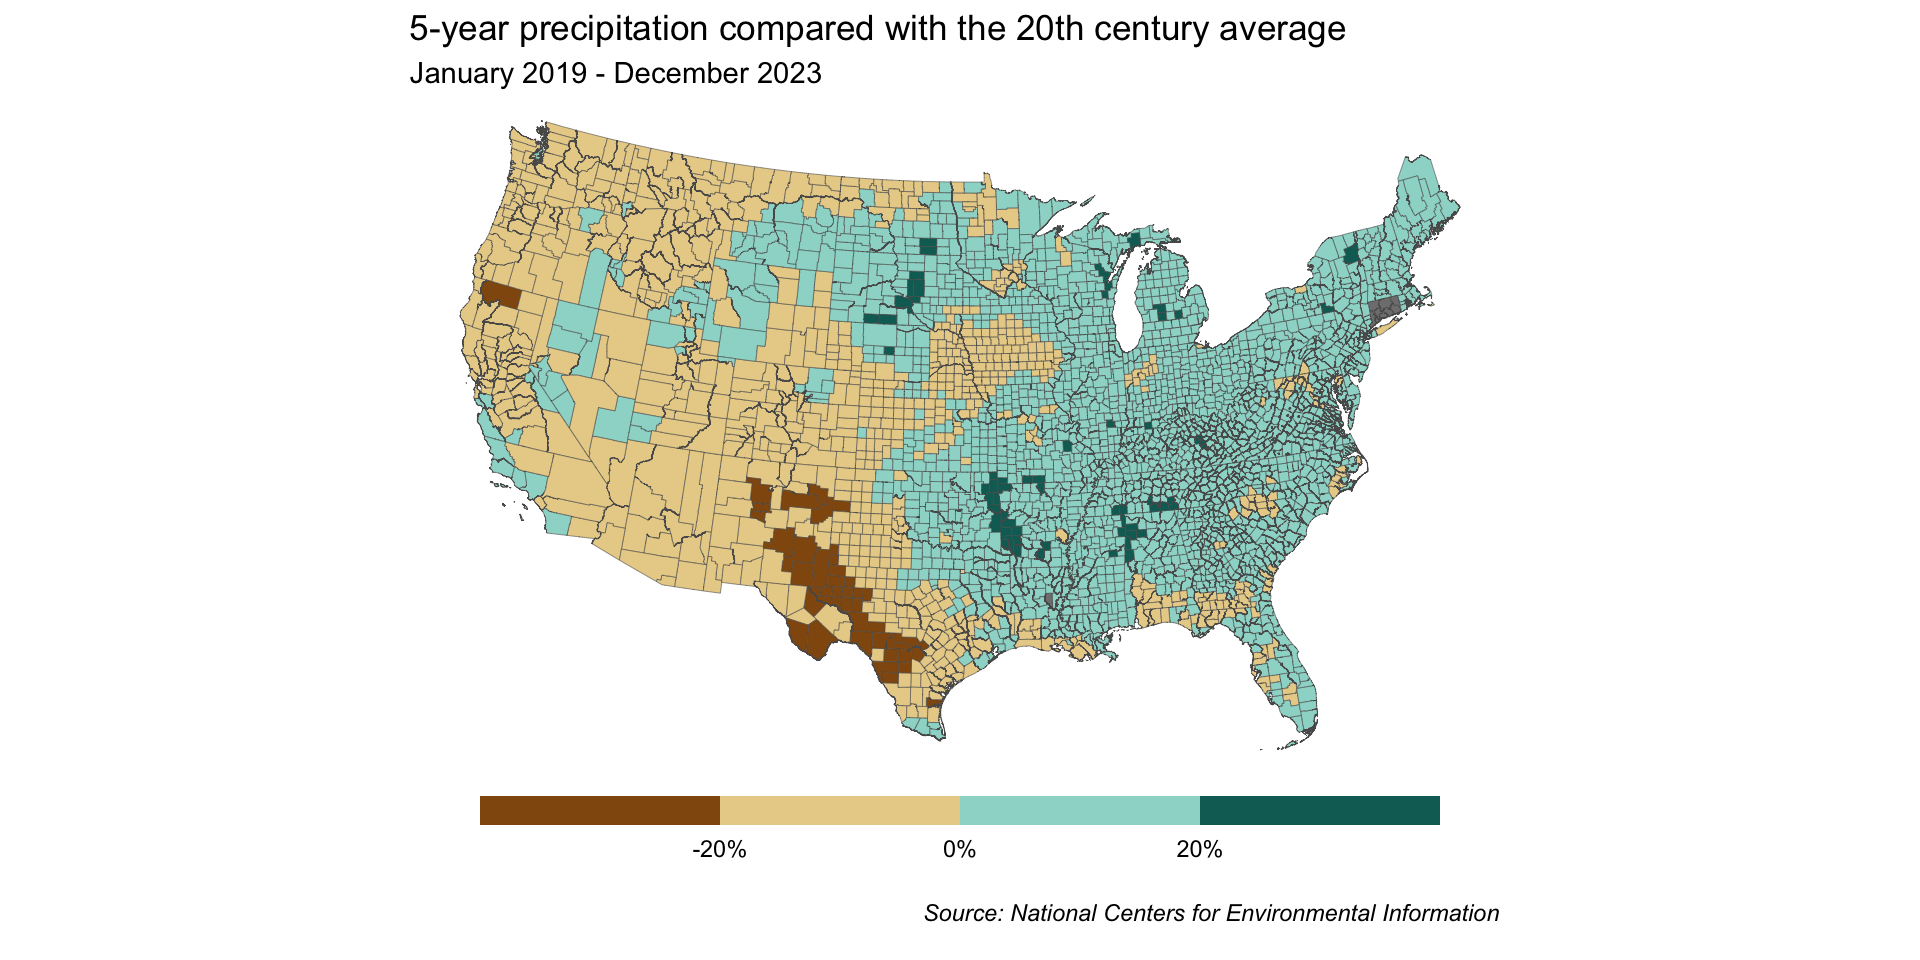 5-year precipitation compared with the 20th century average
January 2019 - December 2023
-20% 0% 20%
Source: National Centers for Environmental Information